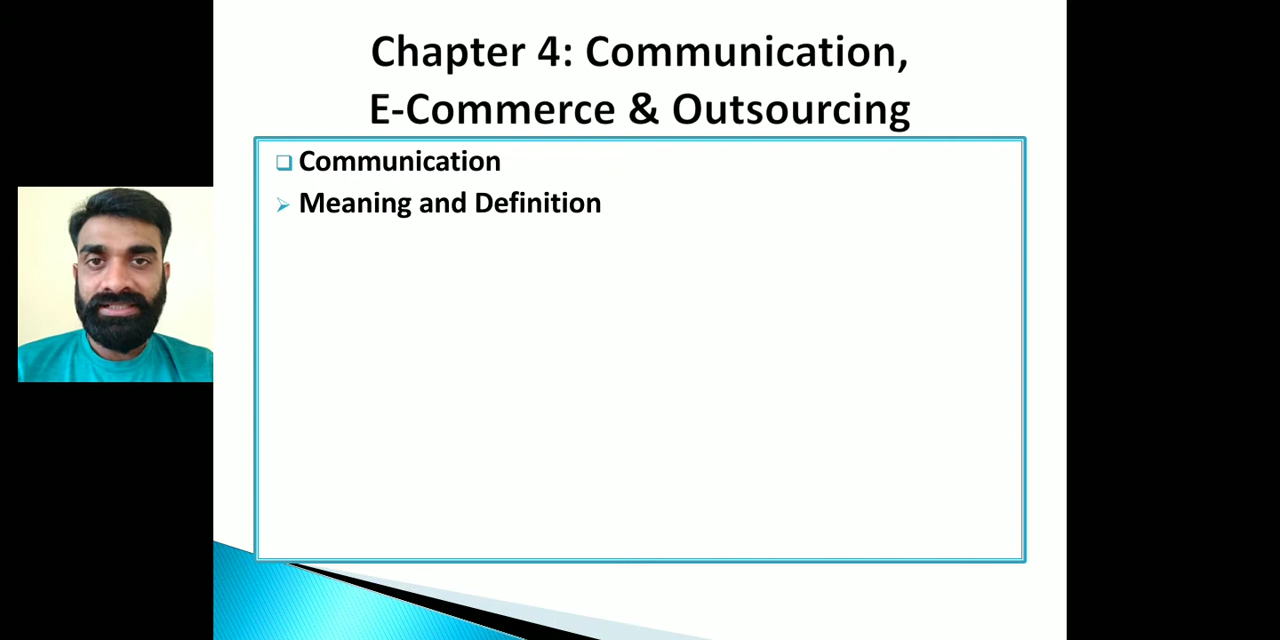 Chapter 4: Communication,
E-Commerce & Outsourcing
Communication
Meaning and Definition